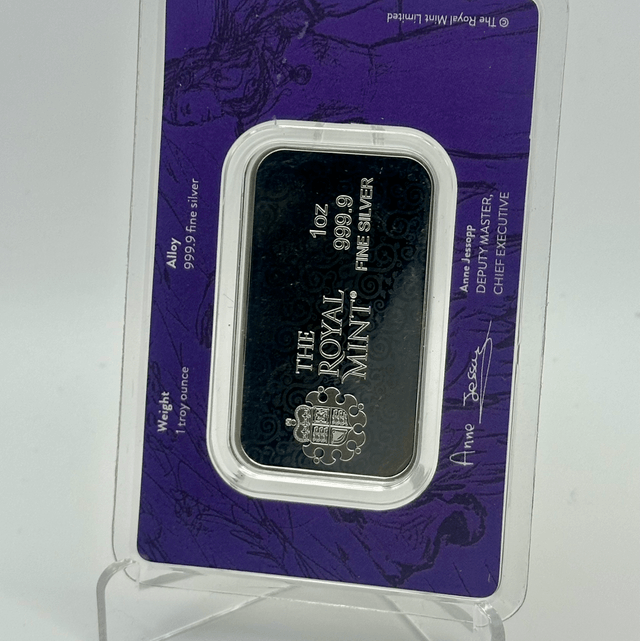 © The Royal Mint Limited
Weight
1 troy ounce
Alloy
999.9 fine silver
THE
ROYAL
MINT®
1oz
999.9
FINE SILVER
Anne Jessopp
Anne Jessopp
DEPUTY MASTER,
CHIEF EXECUTIVE